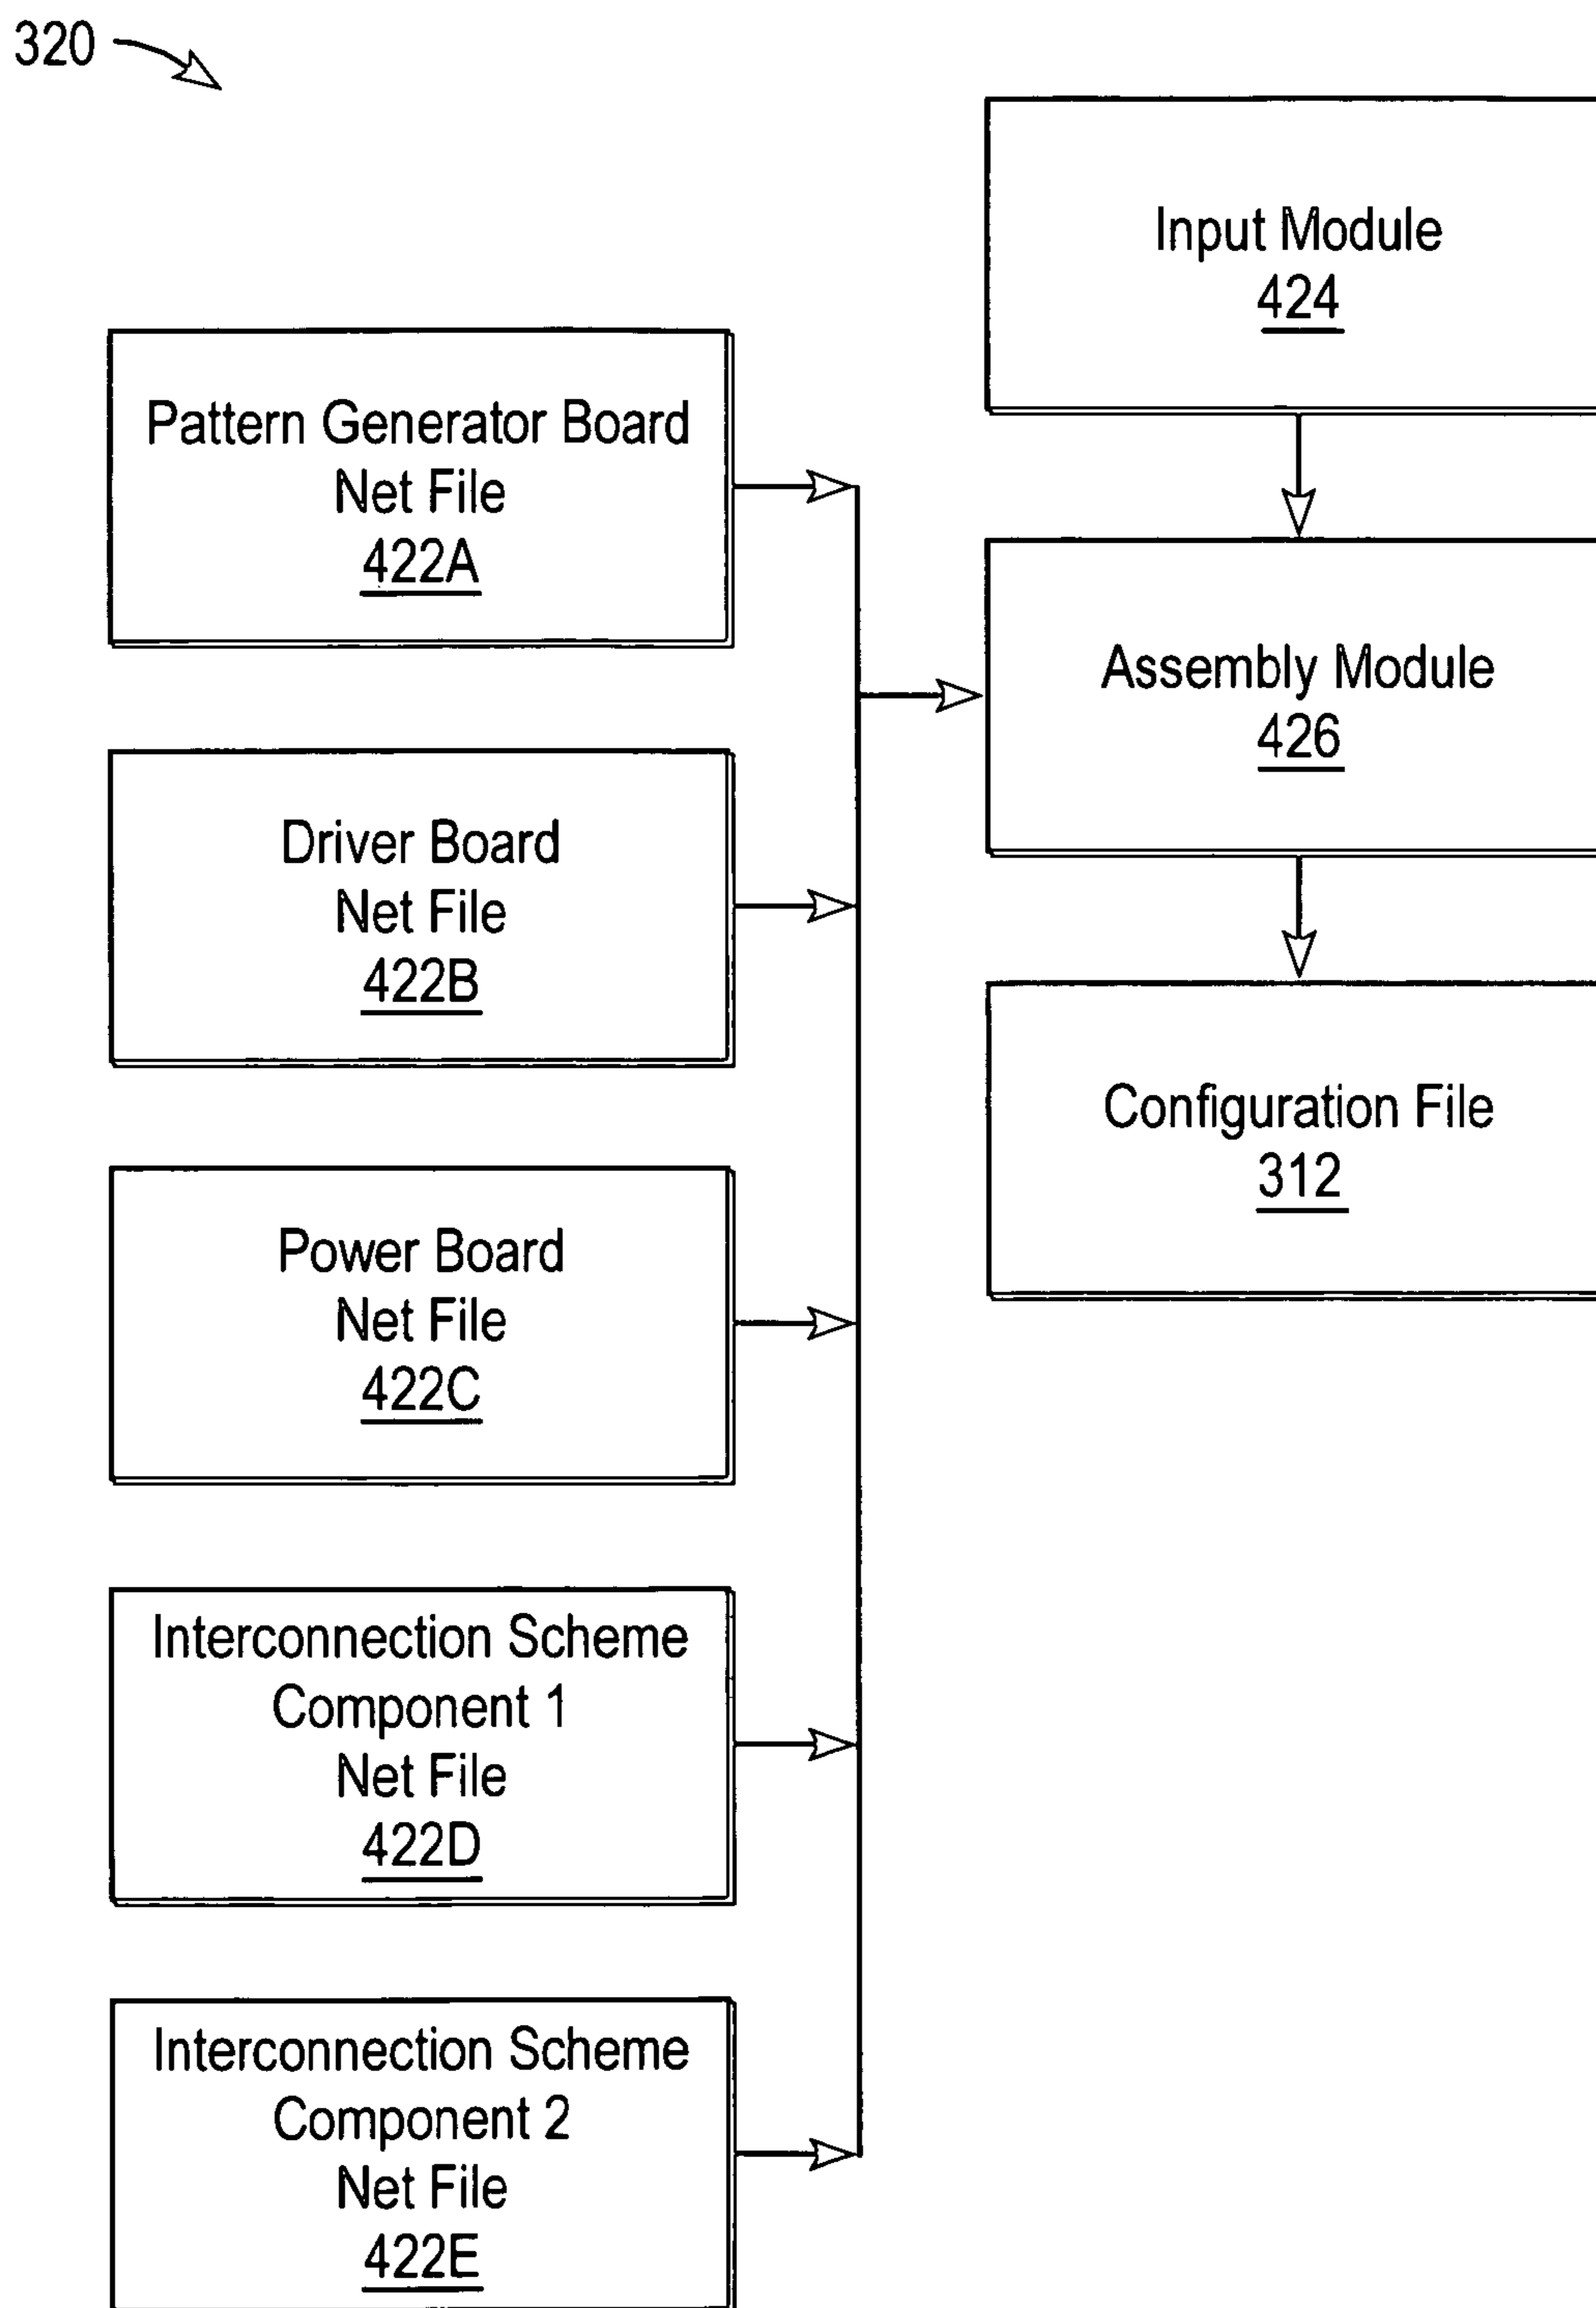 320
Input Module
424
Pattern Generator Board
Net File
422A
Assembly Module
426
Driver Board
Net File
422B
Configuration File
312
Power Board
Net File
422C
Interconnection Scheme
Component 1
Net File
422D
Interconnection Scheme
Component 2
Net File
422E